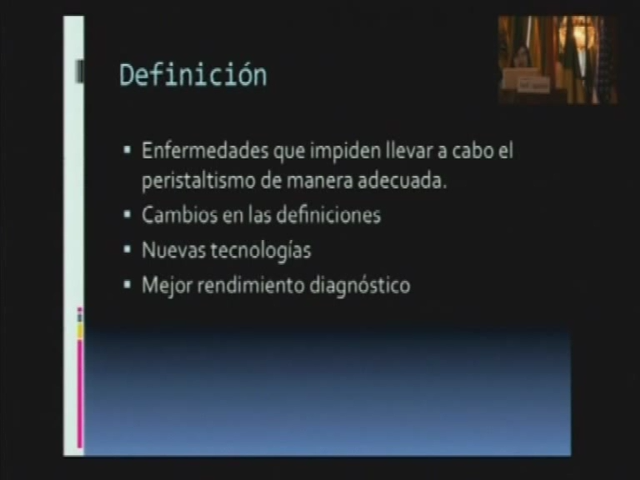 Definición
Enfermedades que impiden llevar a cabo el
peristaltismo de manera adecuada.
Cambios en las definiciones
Nuevas tecnologías
Mejor rendimiento diagnóstico